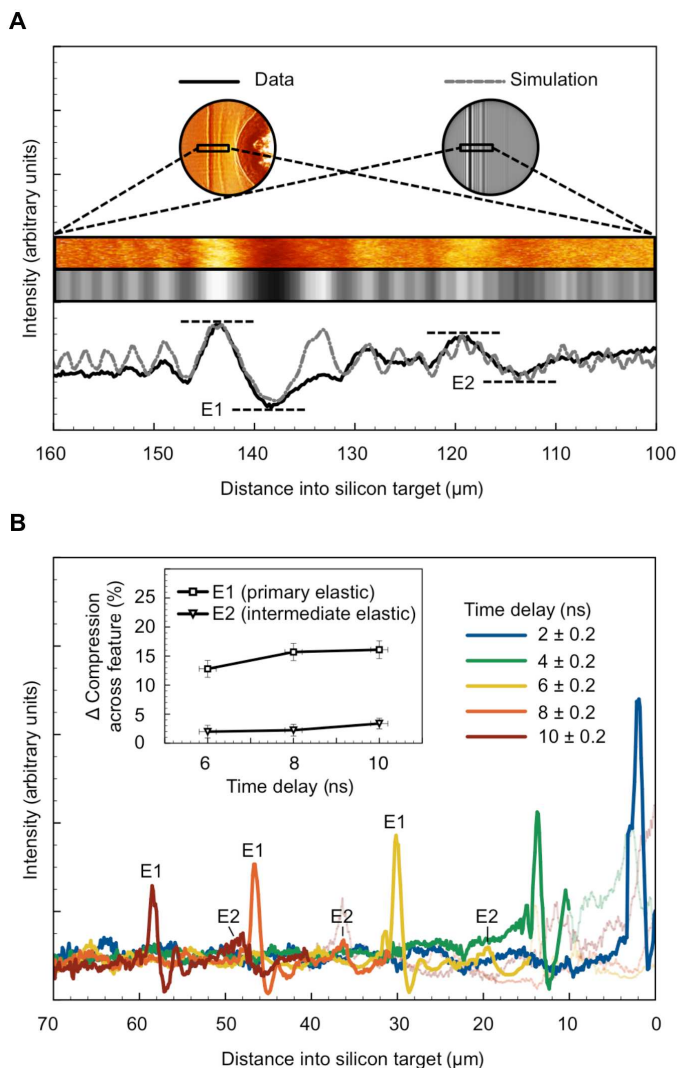 A
Data
Simulation
Intensity (arbitrary units)
E1
E2
160
150
140
130
120
110
100
Distance into silicon target (µm)
B
Δ Compression
across feature (%)
25
20
15
10
5
0
E1 (primary elastic)
E2 (intermediate elastic)
6
8
10
Time delay (ns)
Time delay (ns)
2 ± 0.2
4 ± 0.2
6 ± 0.2
8 ± 0.2
10 ± 0.2
Intensity (arbitrary units)
E1
E1
E1
E2
E2
E2
70
60
50
40
30
20
10
0
Distance into silicon target (µm)